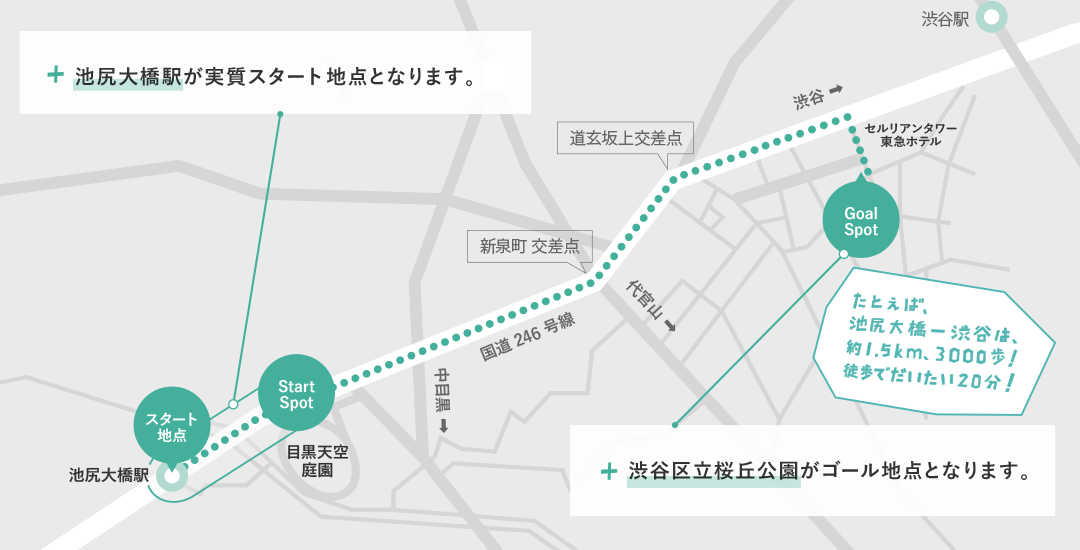 渋谷駅
池尻大橋駅が実質スタート地点となります。
渋谷
セルリアンタワー
東急ホテル
道玄坂上交差点
Goal
Spot
新泉町 交差点
代官山
たとえば、
池尻大橋ー渋谷は、
約1.5km、3000歩！
徒歩でだいたい20分！
国道 246 号線
中目黒
Start
Spot
スタート
地点
目黒天空
庭園
池尻大橋駅
渋谷区立桜丘公園がゴール地点となります。